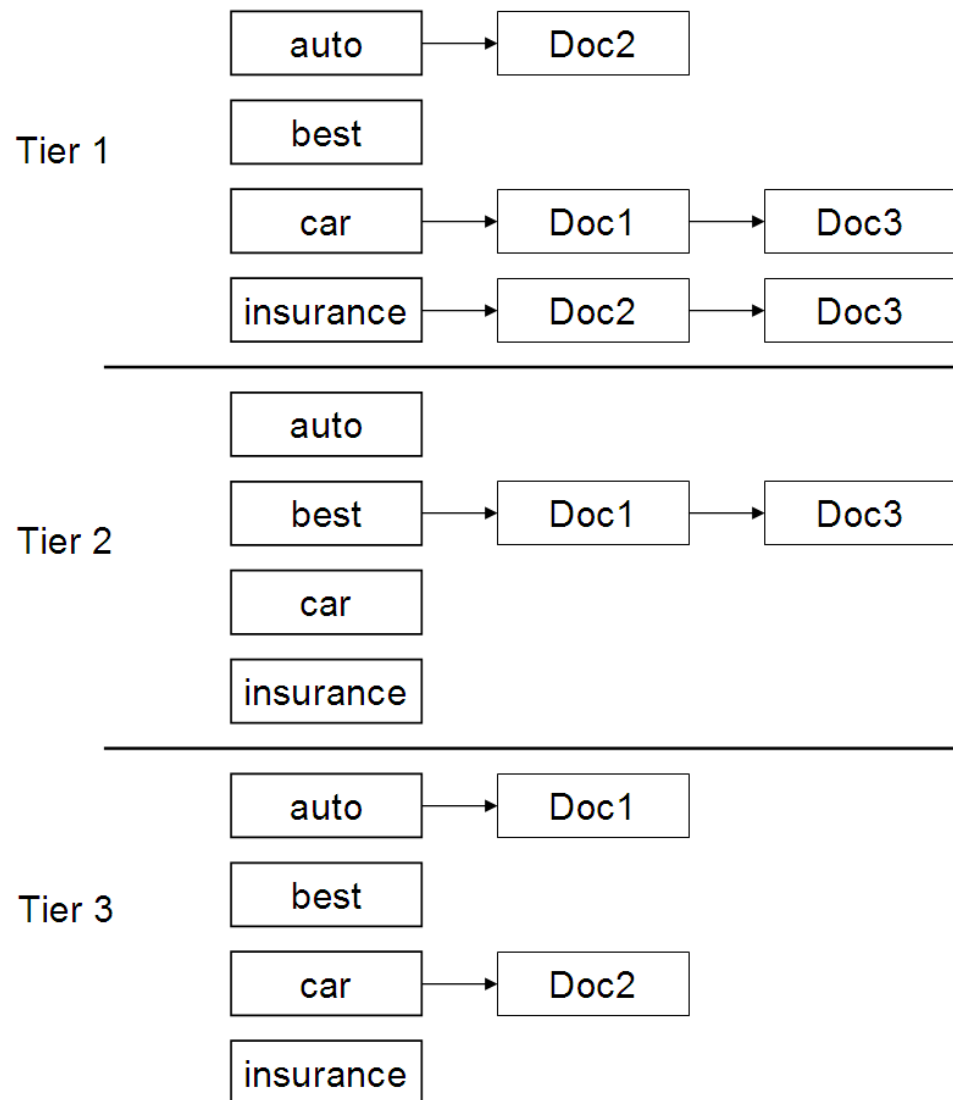 auto Doc2
Tier 1
best
car Doc1 Doc3
insurance Doc2 Doc3
auto
Tier 2
best Doc1 Doc3
car
insurance
auto Doc1
Tier 3
best
car Doc2
insurance